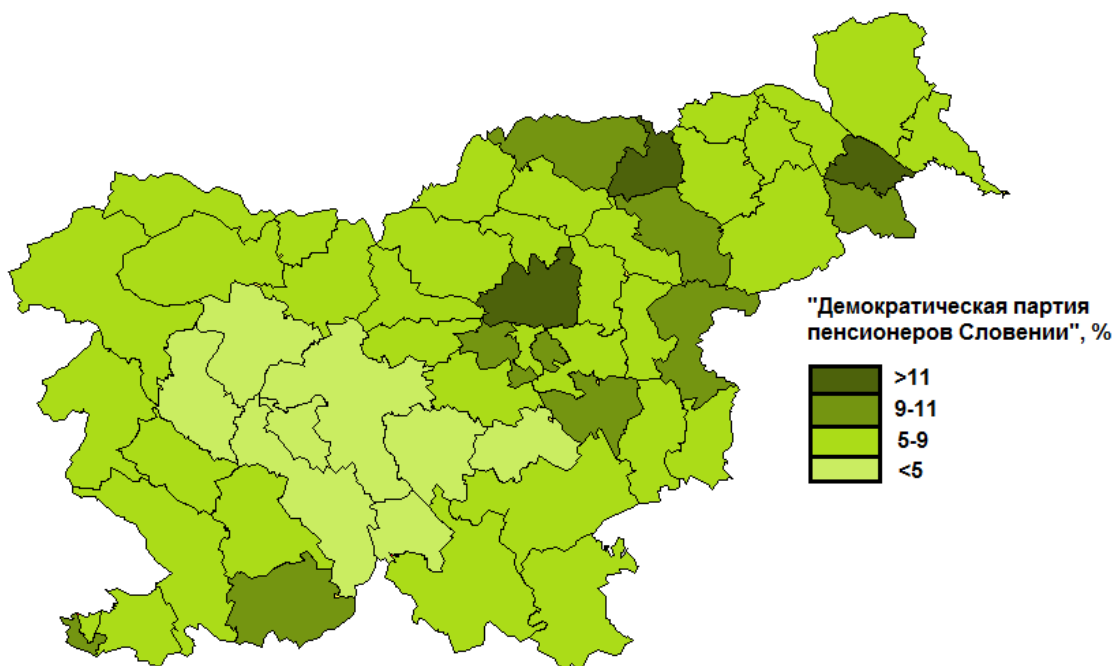 "Демократическая партия
пенсионеров Словении", %
>11
9-11
5-9
<5